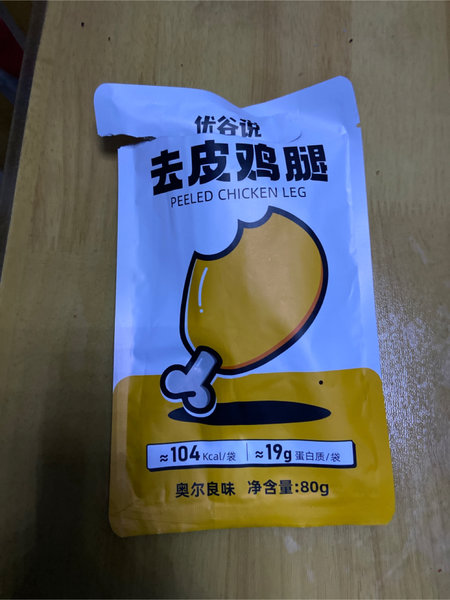 优谷说
去皮鸡腿
PEELED CHICKEN LEG
≈104 Kcal/袋 ≈19g 蛋白质/袋
奥尔良味 净含量:80g